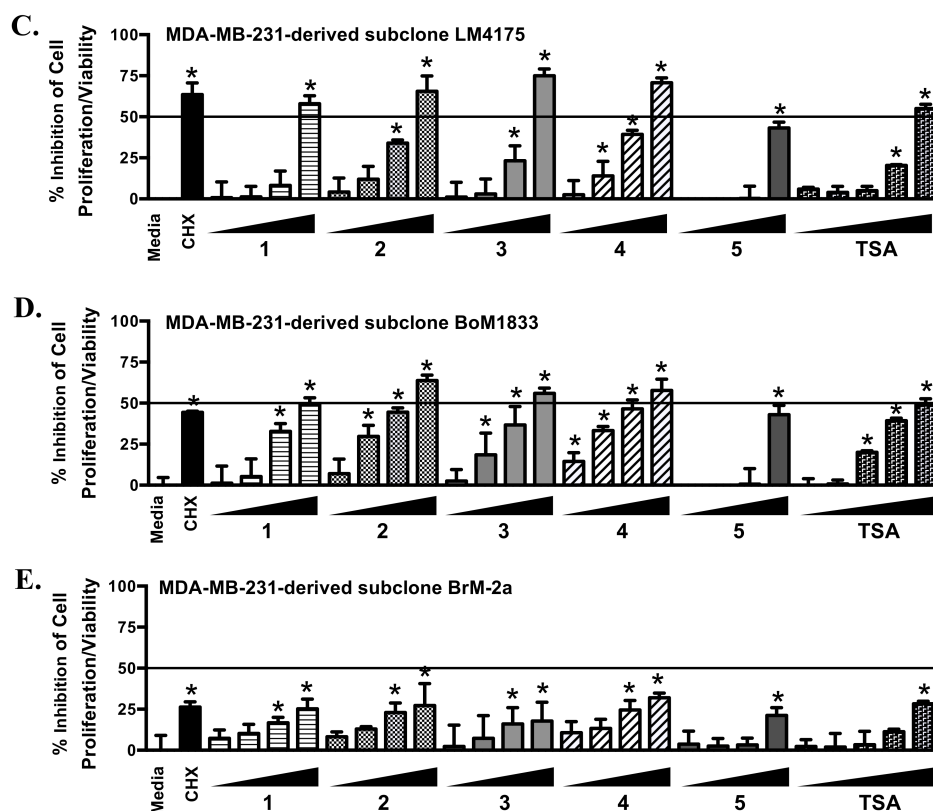 C.
MDA-MB-231-derived subclone LM4175
% Inhibition of Cell
Proliferation/Viability
100
75
50
25
0
* * * * * * * * * * * *
Media CHX 1 2 3 4 5 TSA
D.
MDA-MB-231-derived subclone BoM1833
% Inhibition of Cell
Proliferation/Viability
100
75
50
25
0
* * * * * * * * * * * * * * * * *
Media CHX 1 2 3 4 5 TSA
E.
MDA-MB-231-derived subclone BrM-2a
% Inhibition of Cell
Proliferation/Viability
100
75
50
25
0
* * * * * * * * * * *
Media CHX 1 2 3 4 5 TSA